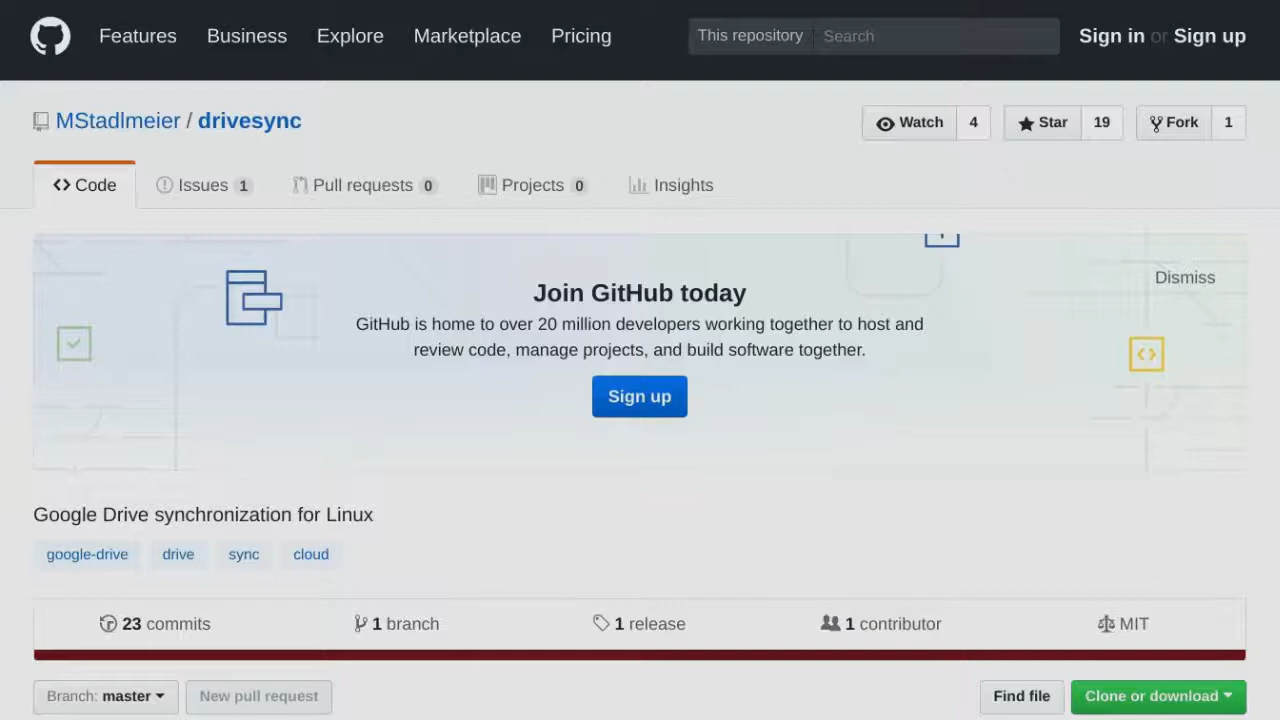 Features Business Explore Marketplace Pricing This repository Search Sign in or Sign up
MStadlmeier / drivesync Watch 4 Star 19 Fork 1
Code Issues 1 Pull requests 0 Projects 0 Insights
Dismiss
Join GitHub today
GitHub is home to over 20 million developers working together to host and
review code, manage projects, and build software together.
Sign up
Google Drive synchronization for Linux
google-drive drive sync cloud
23 commits 1 branch 1 release 1 contributor MIT
Branch: master New pull request Find file Clone or download